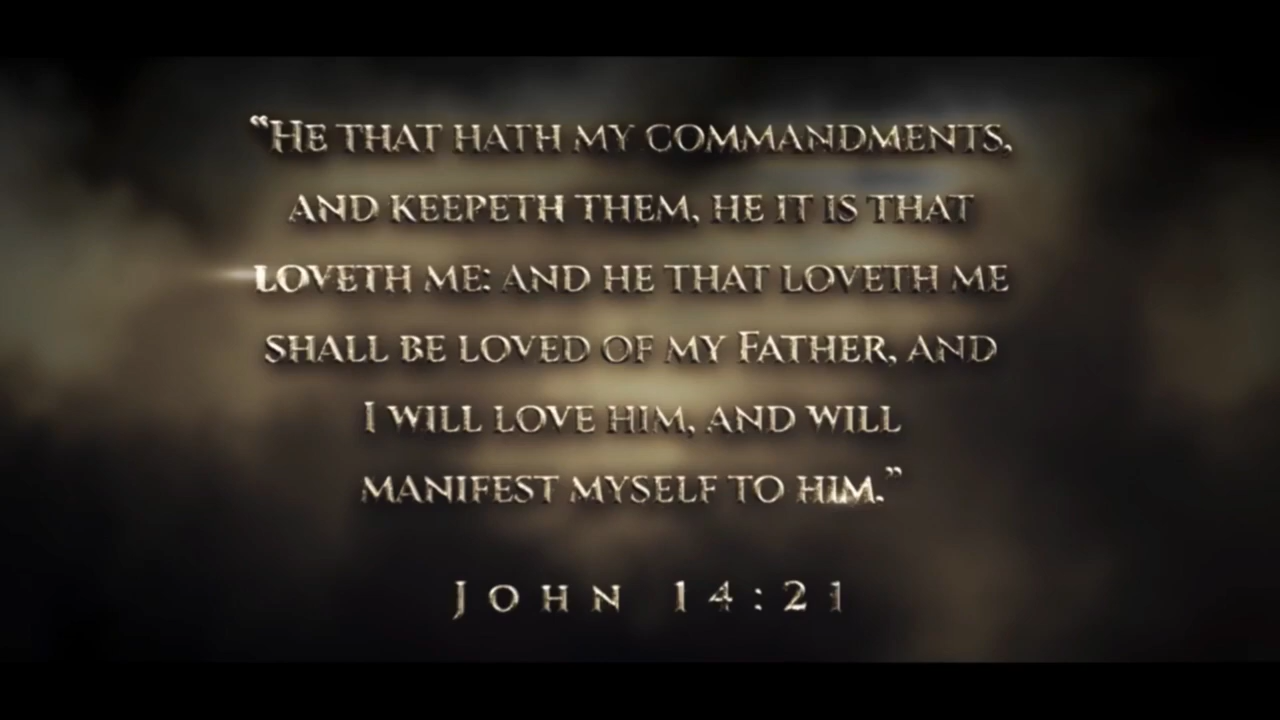 “He that hath my commandments,
and keepeth them, he it is that
loveth me: and he that loveth me
shall be loved of my Father, and
I will love him, and will
manifest myself to him.”
John 14:21